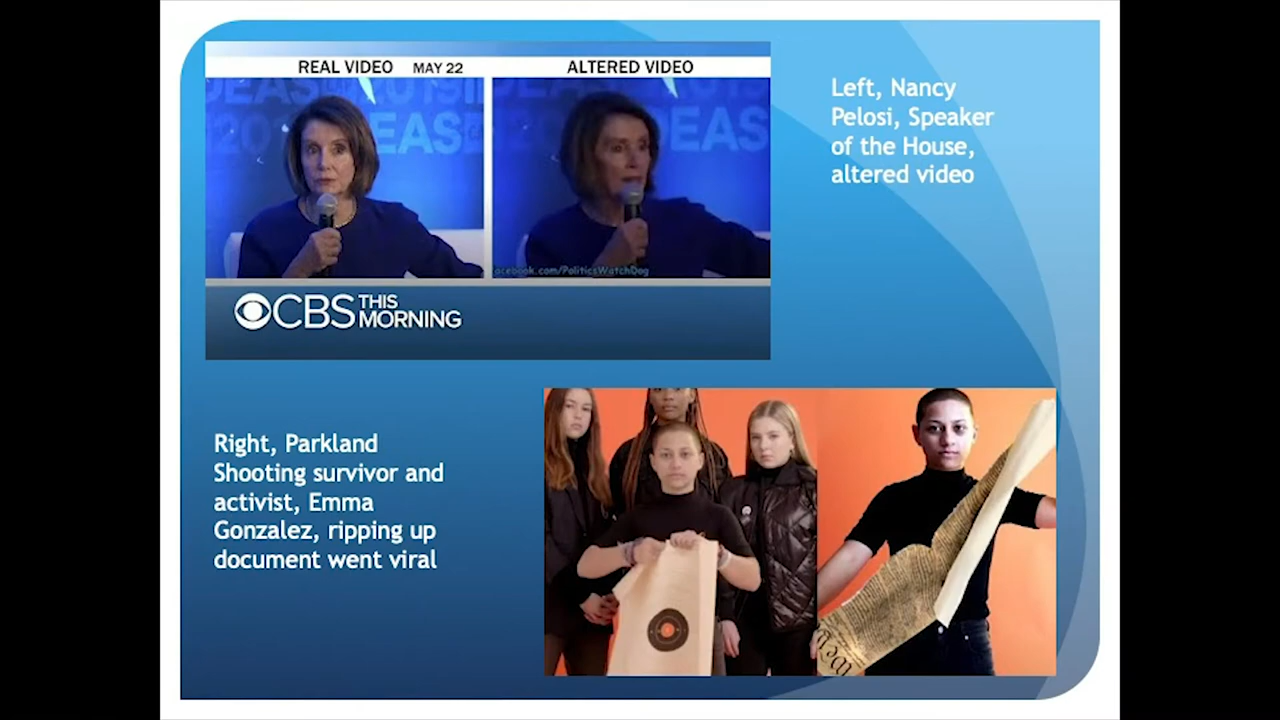 REAL VIDEO MAY 22
ALTERED VIDEO
facebook.com/PoliticsWatchDog
CBS THIS
MORNING
Left, Nancy
Pelosi, Speaker
of the House,
altered video
Right, Parkland
Shooting survivor and
activist, Emma
Gonzalez, ripping up
document went viral
We